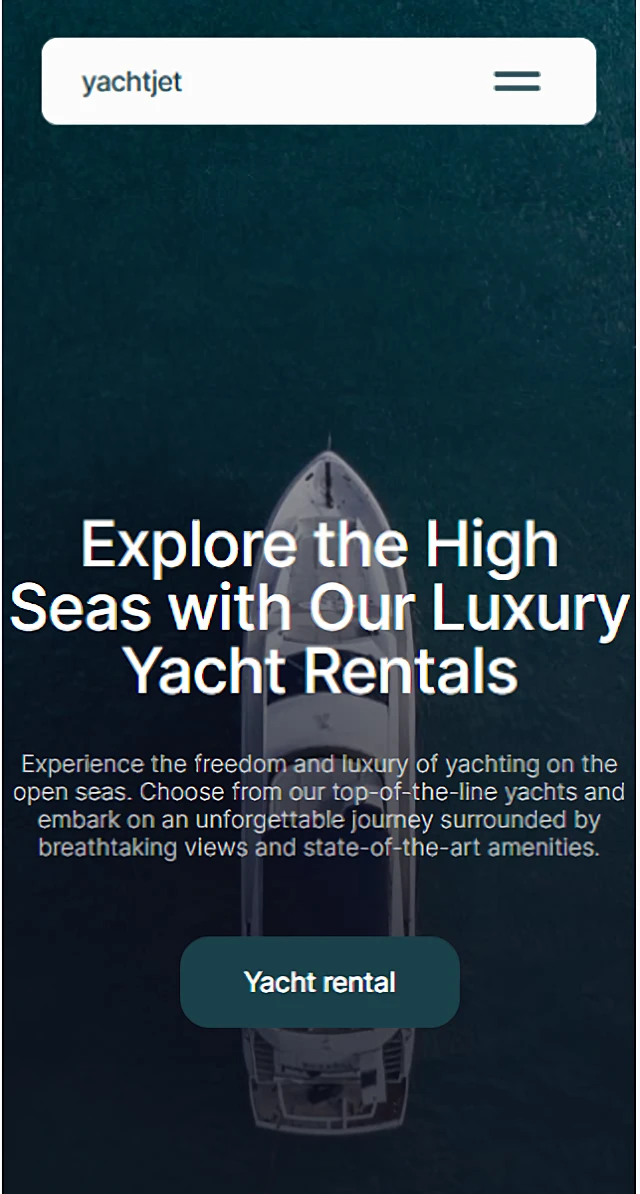 yachtjet
Explore the High
Seas with Our Luxury
Yacht Rentals
Experience the freedom and luxury of yachting on the
open seas. Choose from our top-of-the-line yachts and
embark on an unforgettable journey surrounded by
breathtaking views and state-of-the-art amenities.
Yacht rental